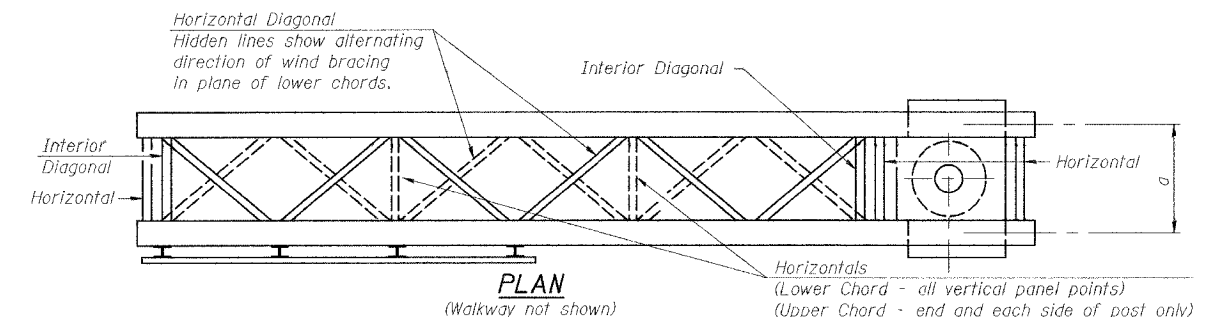 Horizontal Diagonal
Hidden lines show alternating
direction of wind bracing
in plane of lower chords.
Interior Diagonal
Interior
Diagonal
Horizontal
Horizontal
a
PLAN
(Walkway not shown)
Horizontals
(Lower Chord - all vertical panel points)
(Upper Chord - end and each side of post only)